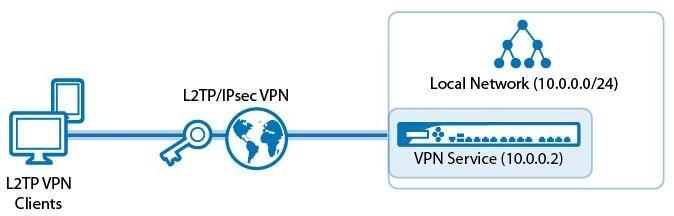 L2TP/IPsec VPN
L2TP VPN
Clients
Local Network (10.0.0.0/24)
VPN Service (10.0.0.2)